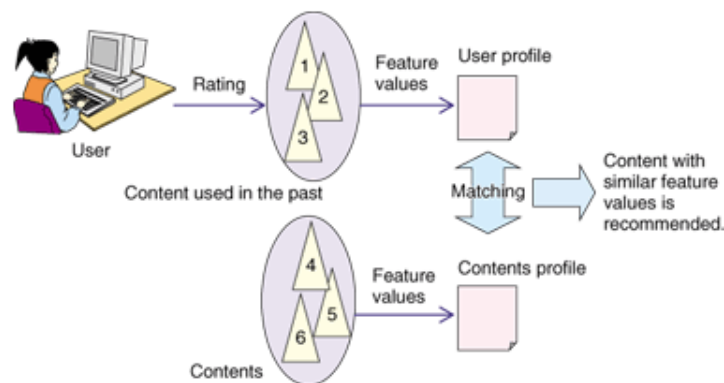 User
Rating
1
2
3
Content used in the past
Feature
values
User profile
Matching
Content with
similar feature
values is
recommended.
4
5
6
Contents
Feature
values
Contents profile